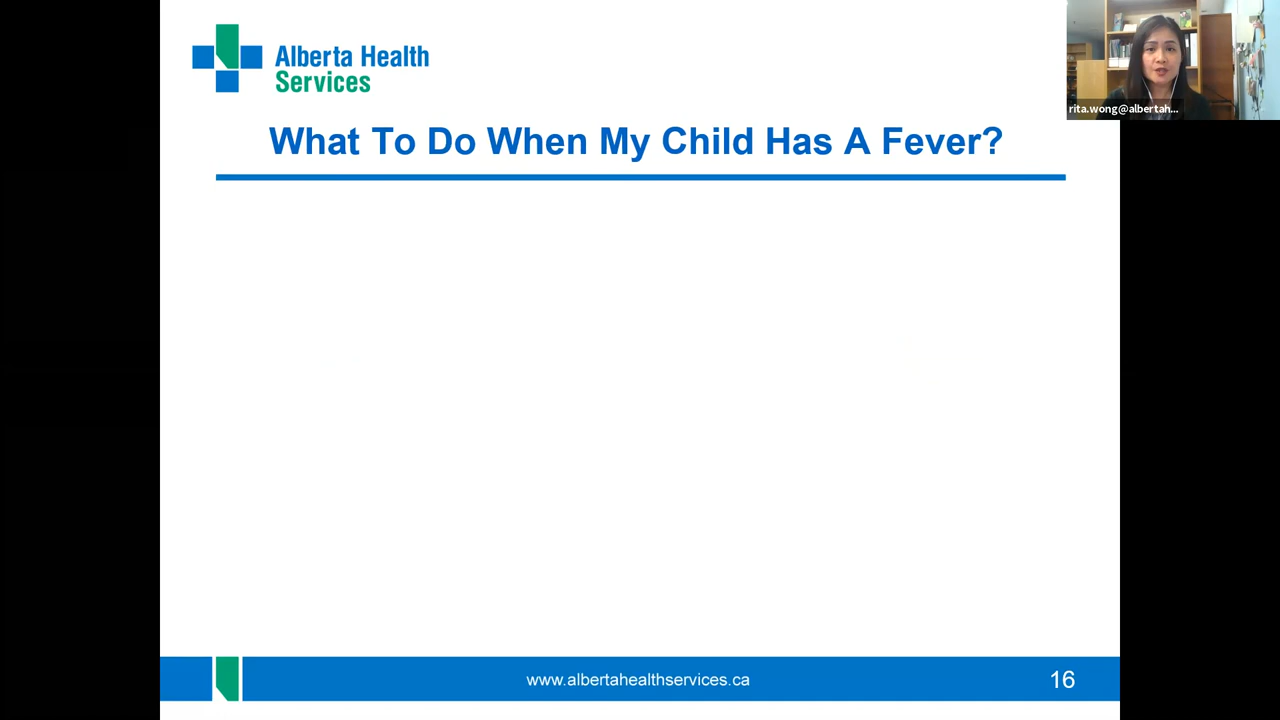 Alberta Health
Services
rita.wong@albertah...
What To Do When My Child Has A Fever?
www.albertahealthservices.ca
16